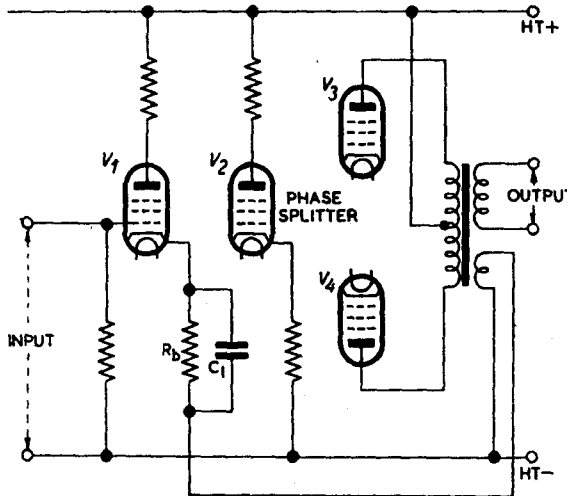 HT+
V3
V1
V2
PHASE
SPLITTER
OUTPUT
V4
INPUT
Rb
C1
HT−